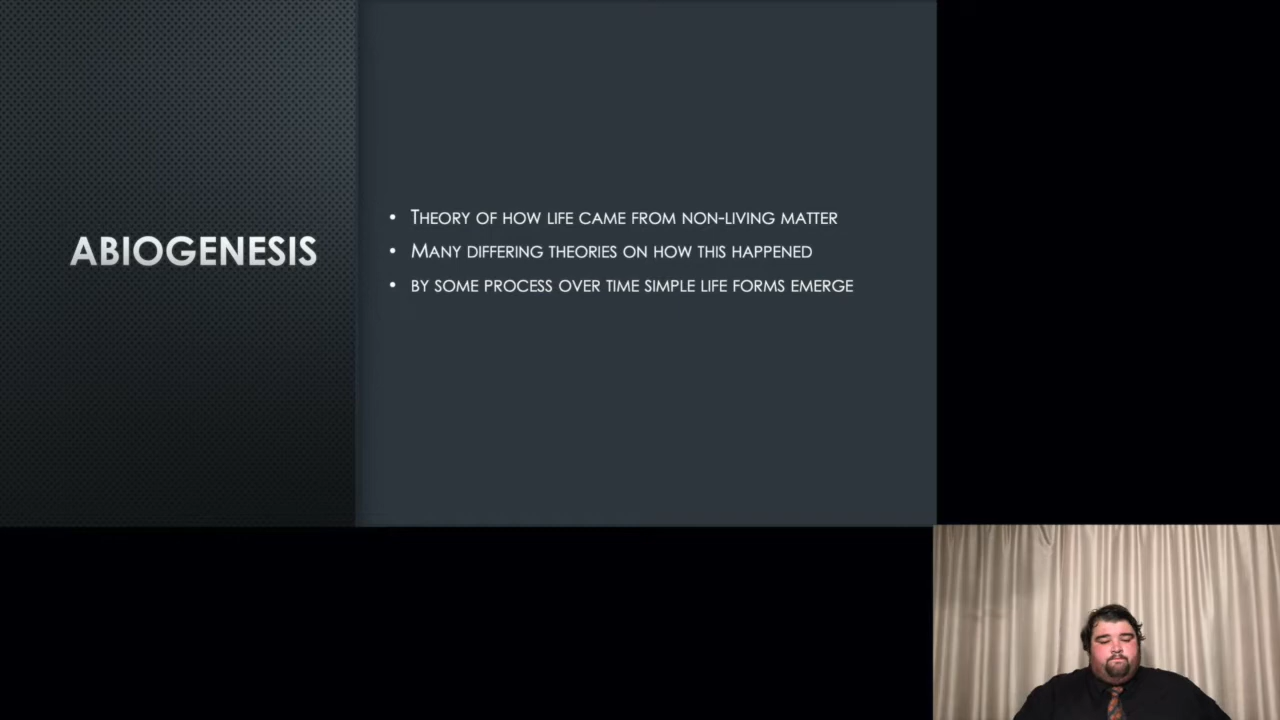 ABIOGENESIS
• Theory of how life came from non-living matter
• Many differing theories on how this happened
• by some process over time simple life forms emerge